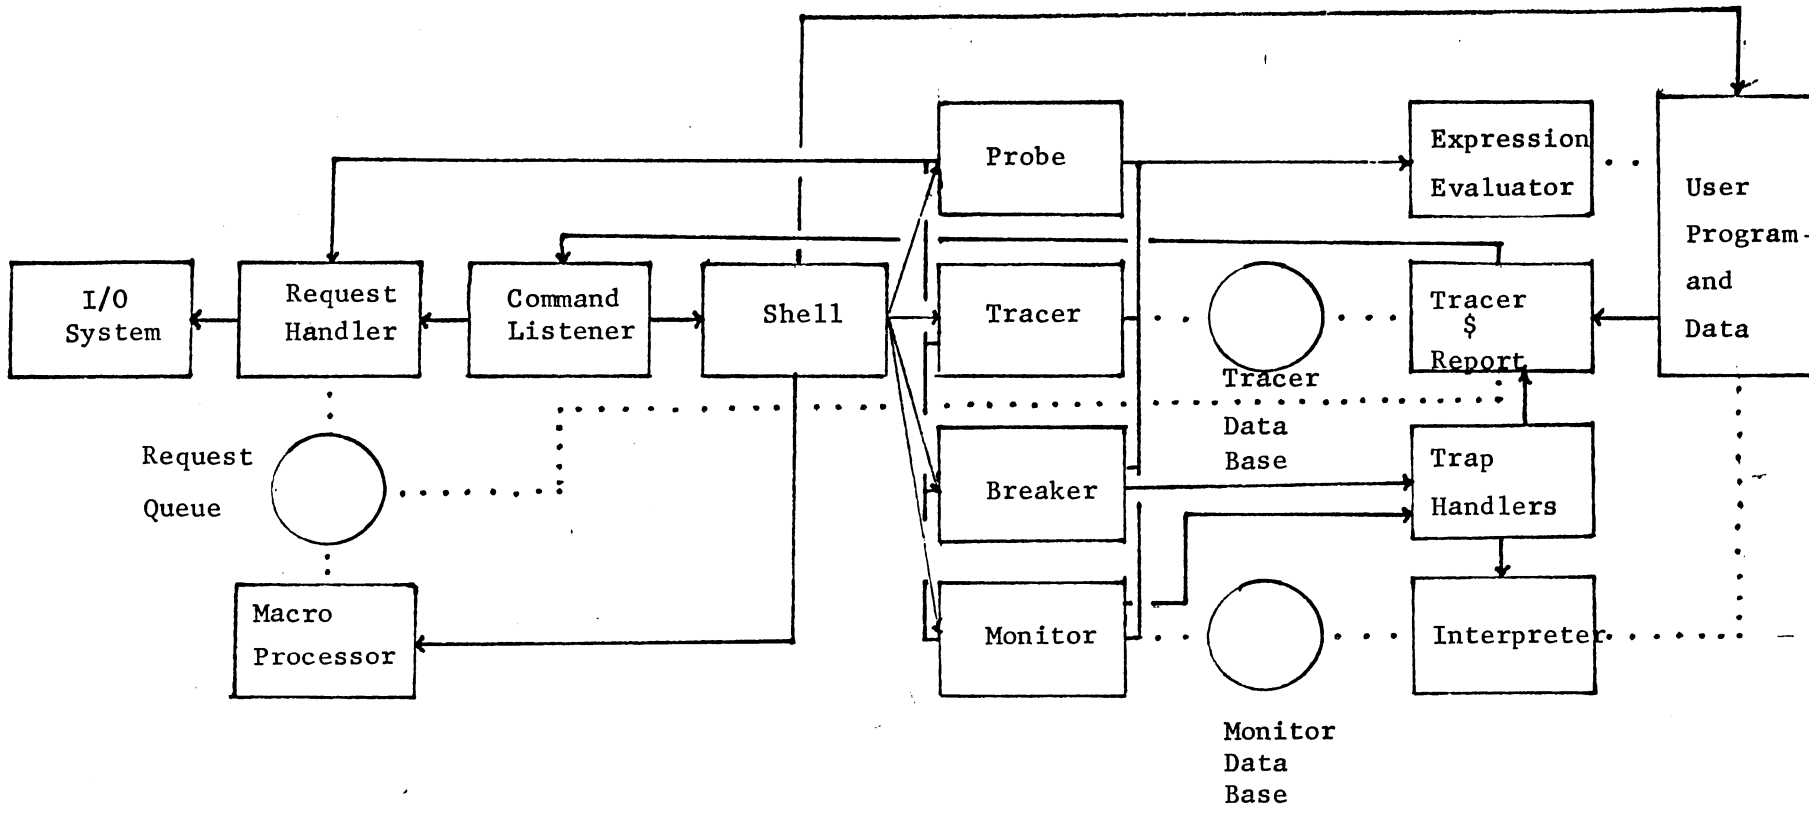 Probe
Expression
Evaluator
User
Program
and
Data
I/O
System
Request
Handler
Command
Listener
Shell
Tracer
Tracer
$
Report
Tracer
Data
Base
Request
Queue
Breaker
Trap
Handlers
Macro
Processor
Monitor
Interpreter
Monitor
Data
Base